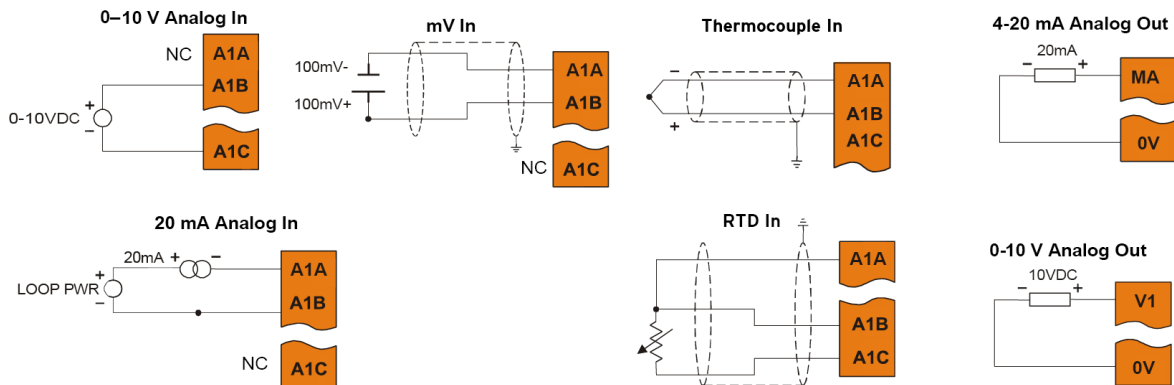 0–10 V Analog In
NC
A1A
A1B
A1C
+
0-10VDC
−
mV In
100mV-
100mV+
A1A
A1B
NC
A1C
Thermocouple In
−
+
A1A
A1B
A1C
4-20 mA Analog Out
20mA
− +
MA
0V
20 mA Analog In
20mA + −
+
LOOP PWR
−
A1A
A1B
NC
A1C
RTD In
A1A
A1B
A1C
0-10 V Analog Out
10VDC
− +
V1
0V